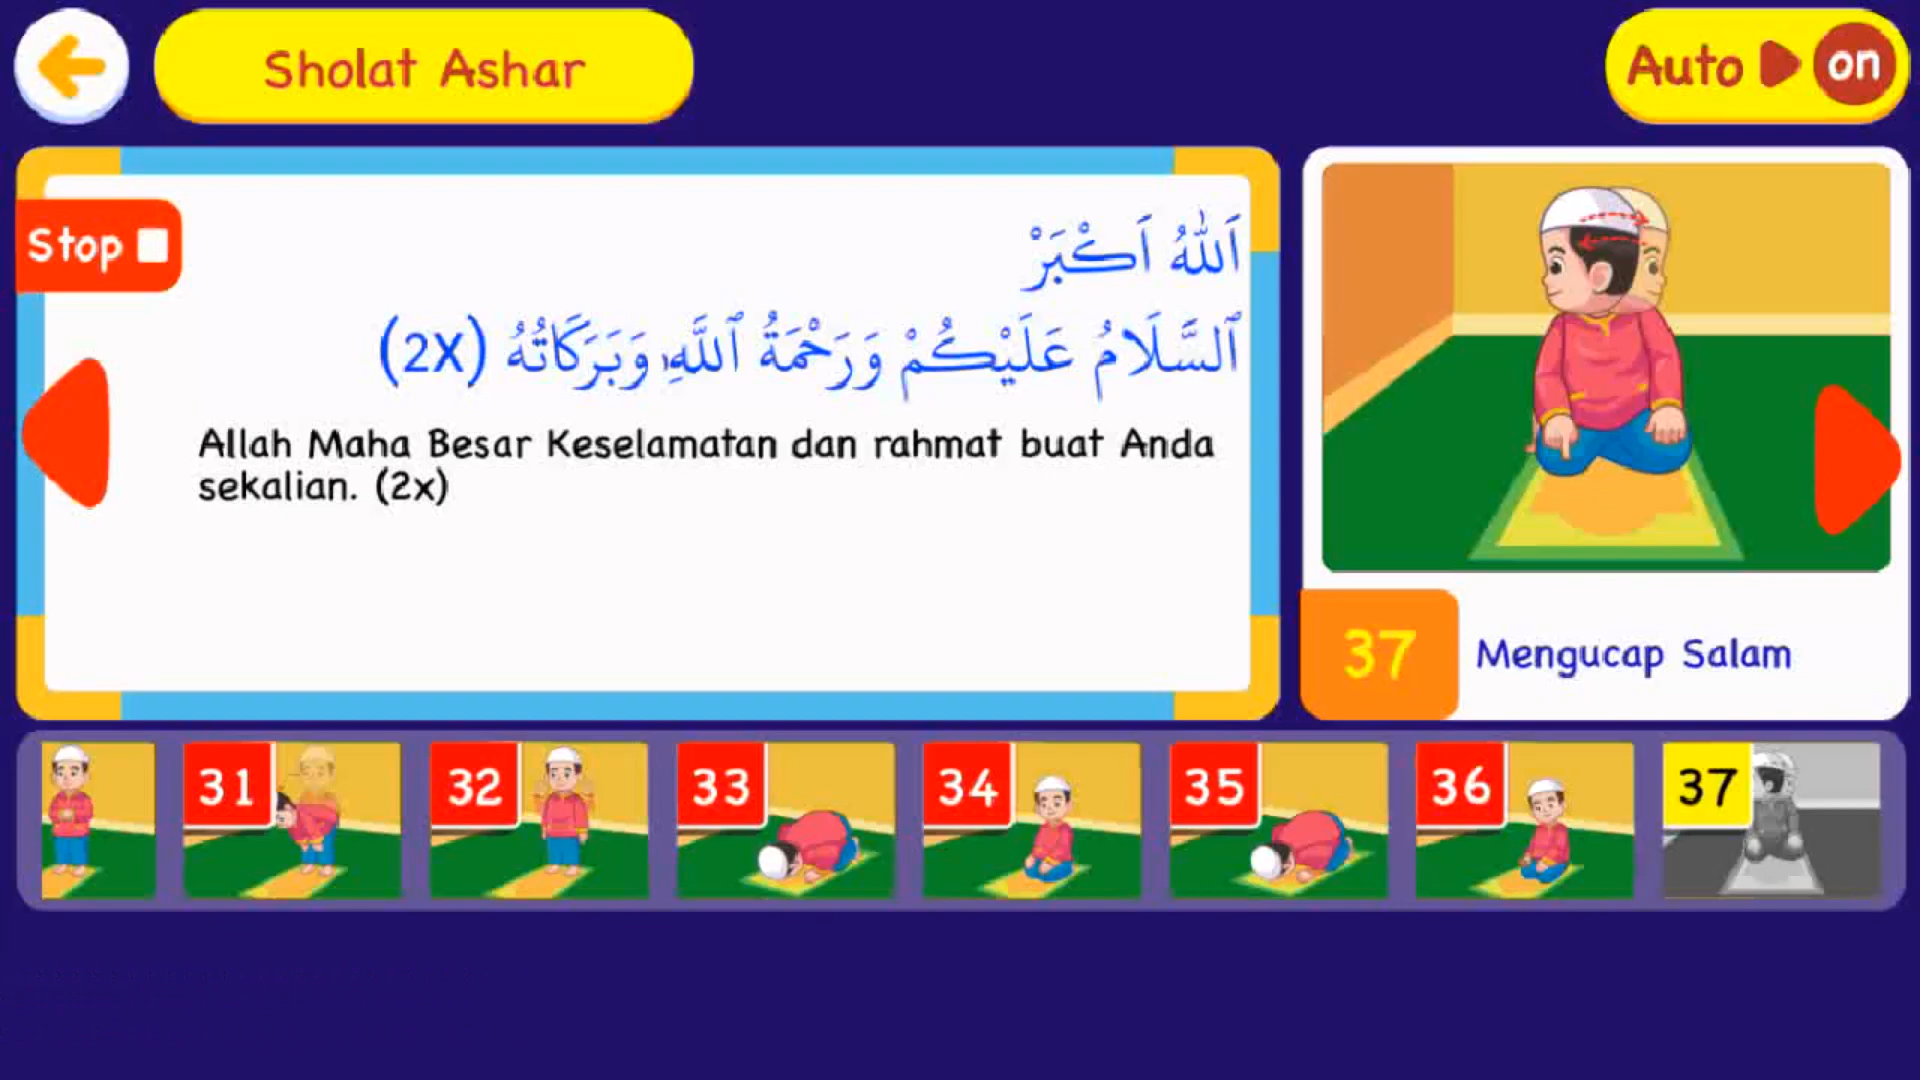 Sholat Ashar
Auto on
Stop
اَللهُ اَكْبَرْ
اَلسَّلَامُ عَلَيْكُمْ وَرَحْمَةُ اللَّهِ وَبَرَكَاتُهُ (2X)
Allah Maha Besar Keselamatan dan rahmat buat Anda
sekalian. (2x)
37 Mengucap Salam
31 32 33 34 35 36 37